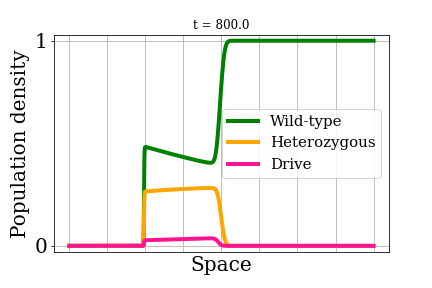 t = 800.0
Population density
1
0
Wild-type
Heterozygous
Drive
Space